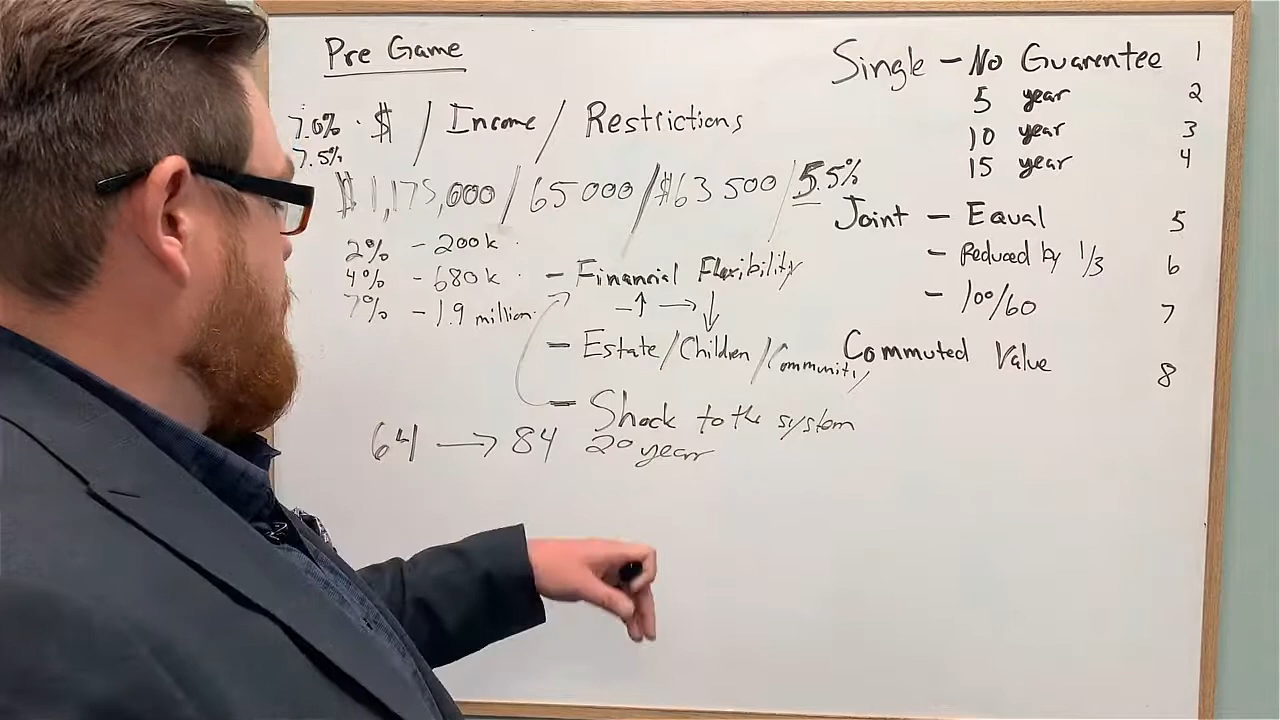 Pre Game
7.0% · $ / Income / Restrictions
7.5%
$1,175,000 / 65000 / $63500 / 5.5%
2% - 200k
4% - 680k
7% - 1.9 million
- Financial Flexibility
- Estate/Children/Community
- Shock to the system
64 → 84 20 year
Single - No Guarentee 1
5 year 2
10 year 3
15 year 4
Joint - Equal 5
- Reduced by 1/3 6
- 100/60 7
Commuted Value 8